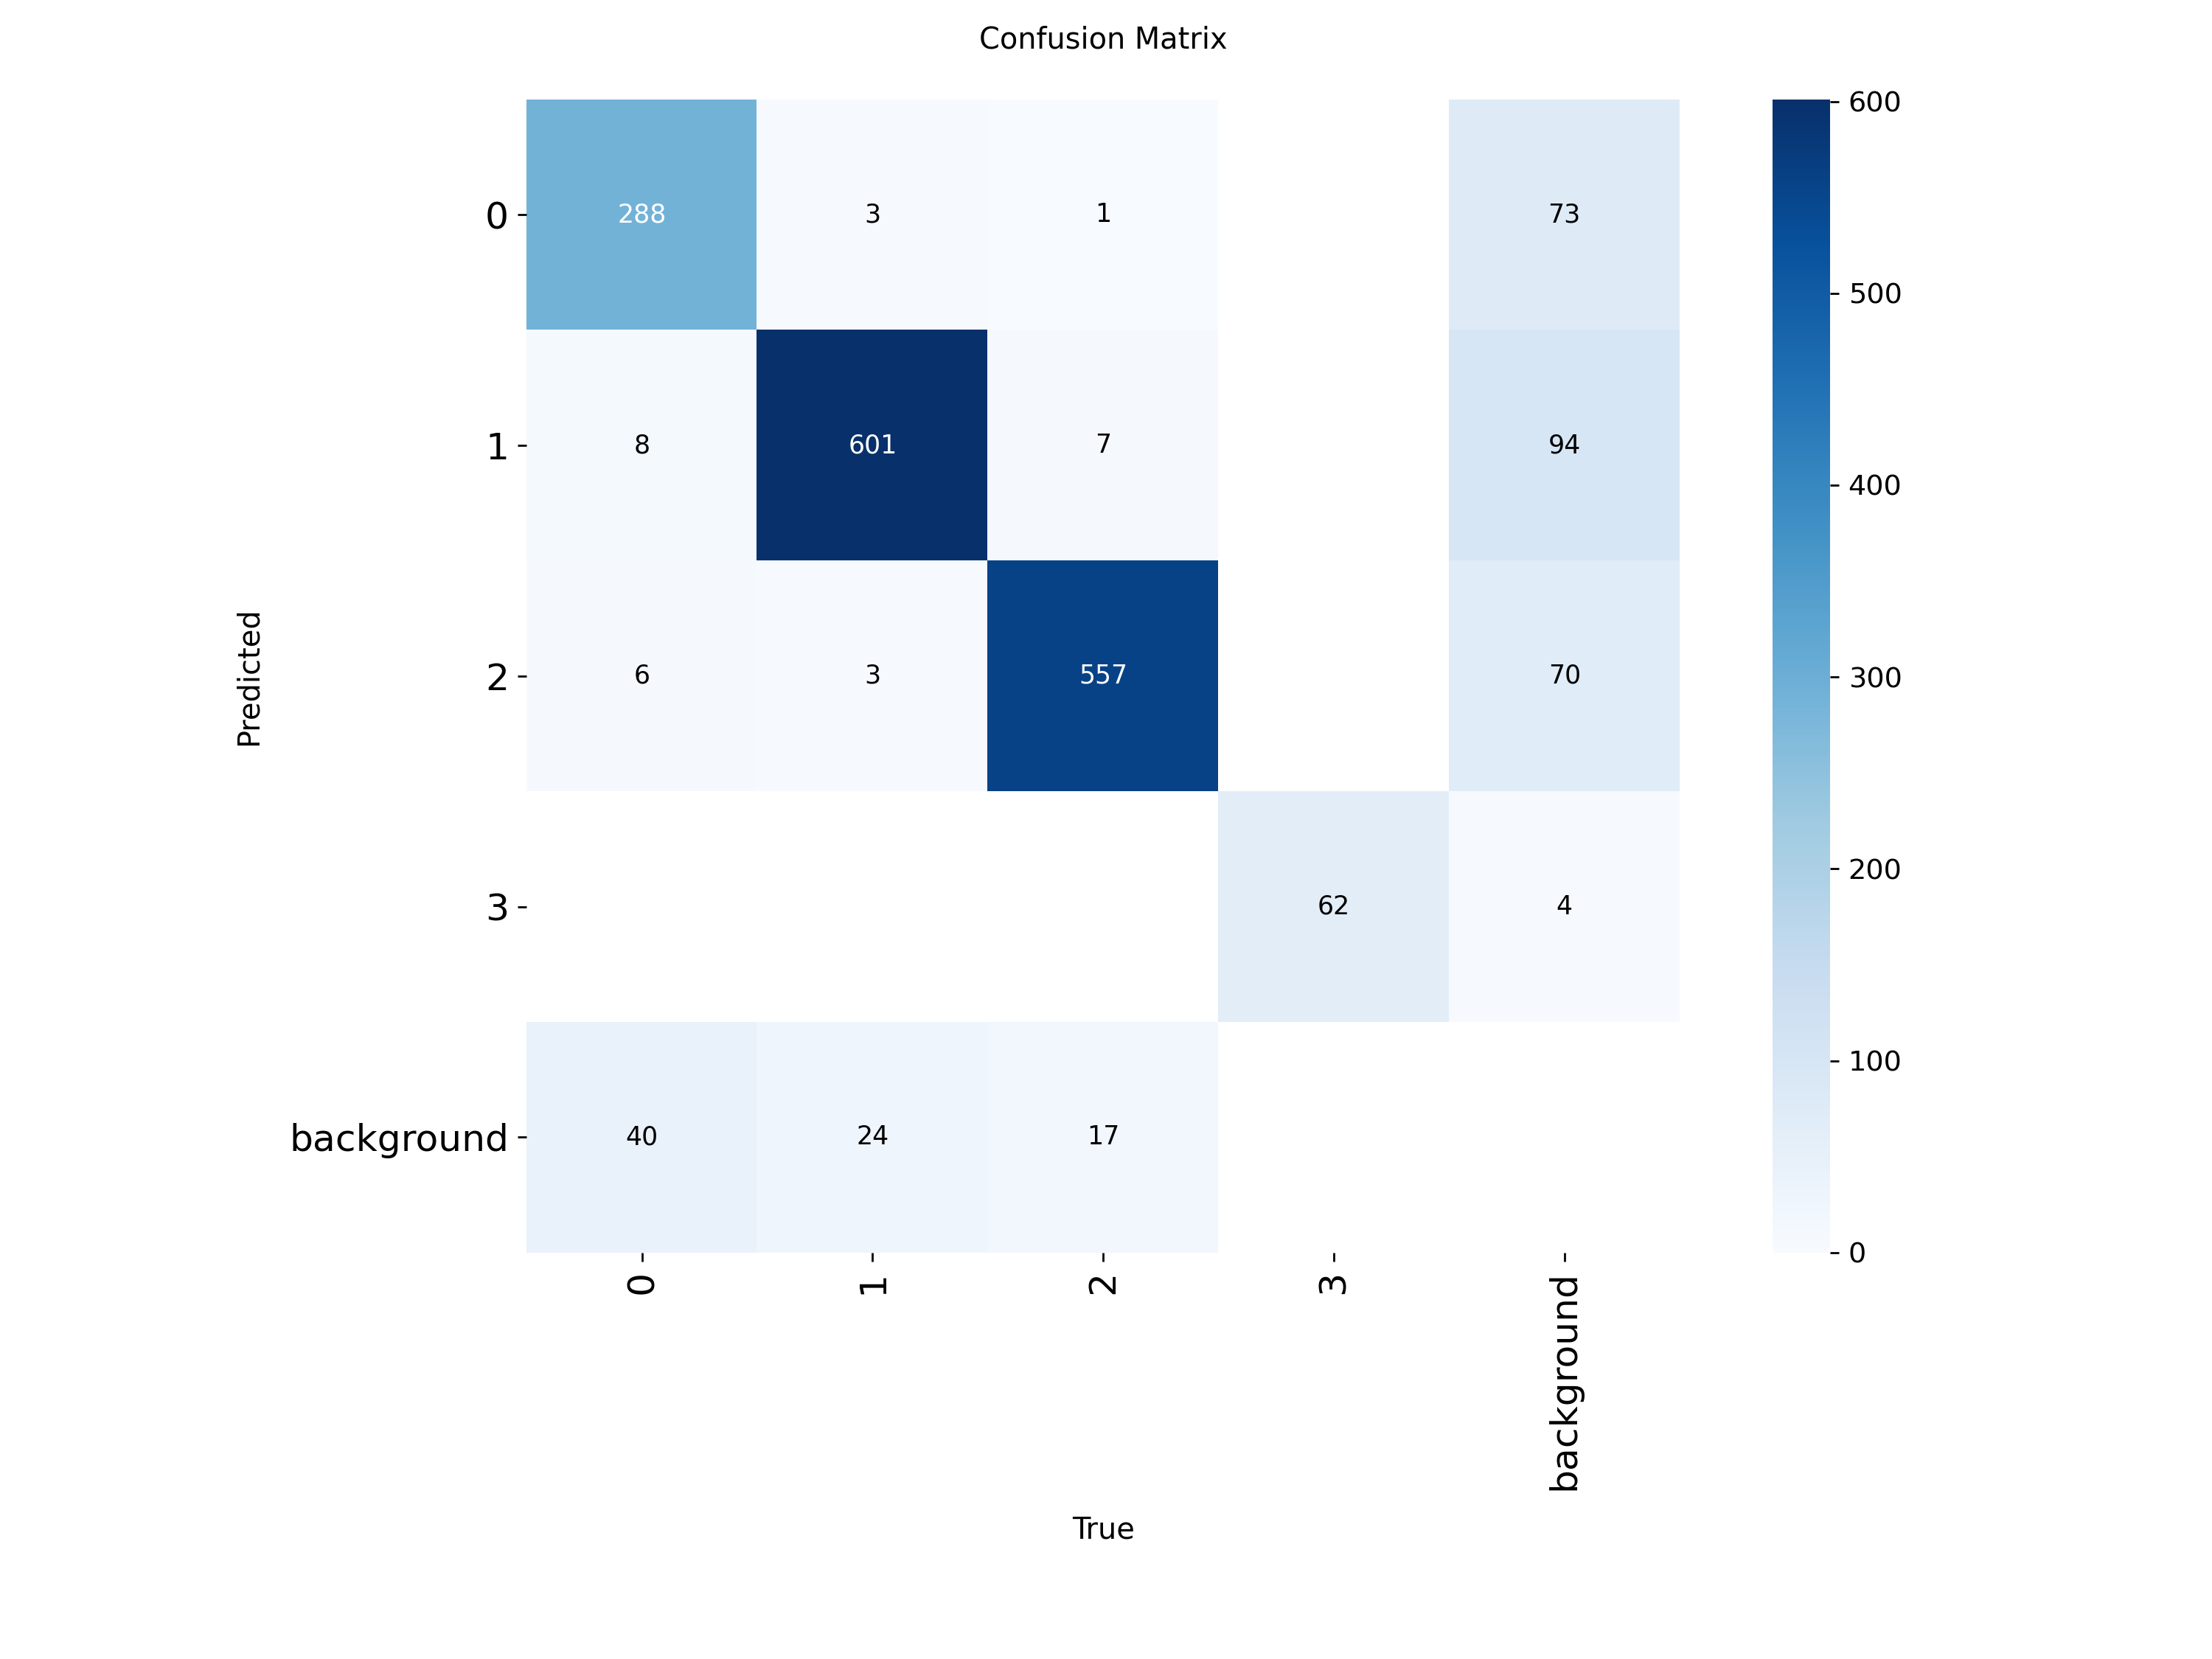 Confusion Matrix
Predicted
0 288 3 1 73
1 8 601 7 94
2 6 3 557 70
3 62 4
background 40 24 17
0 1 2 3 background
True
600
500
400
300
200
100
0